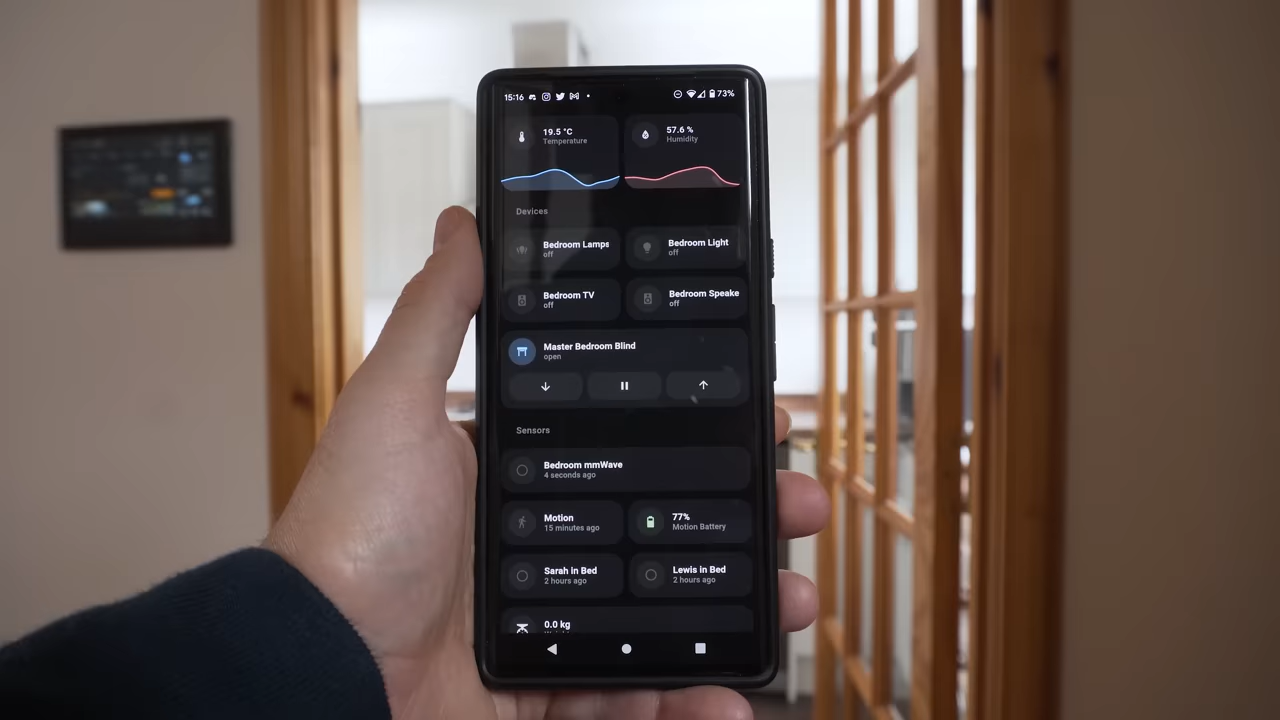 15:16
73%
19.5 °C
Temperature
57.6 %
Humidity
Devices
Bedroom Lamps
off
Bedroom Light
off
Bedroom TV
off
Bedroom Speake
off
Master Bedroom Blind
open
Sensors
Bedroom mmWave
4 seconds ago
Motion
15 minutes ago
77%
Motion Battery
Sarah in Bed
2 hours ago
Lewis in Bed
2 hours ago
0.0 kg